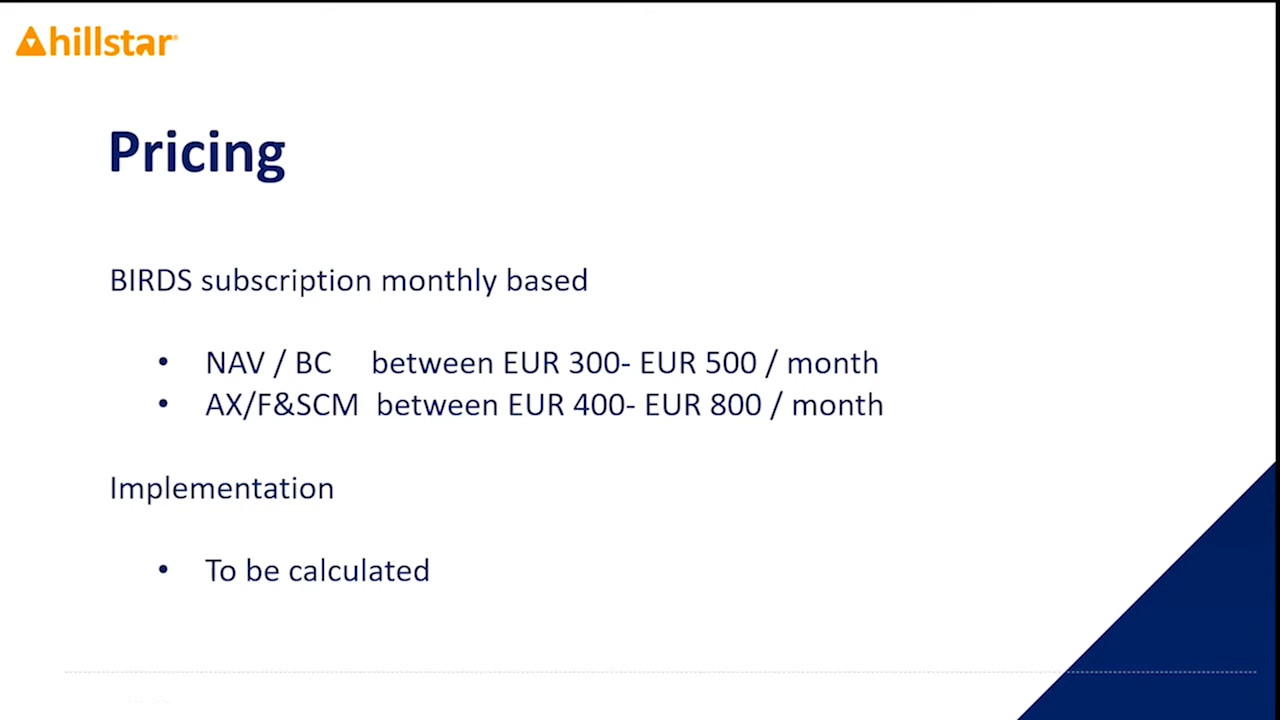 hillstar®
Pricing
BIRDS subscription monthly based
• NAV / BC between EUR 300- EUR 500 / month
• AX/F&SCM between EUR 400- EUR 800 / month
Implementation
• To be calculated